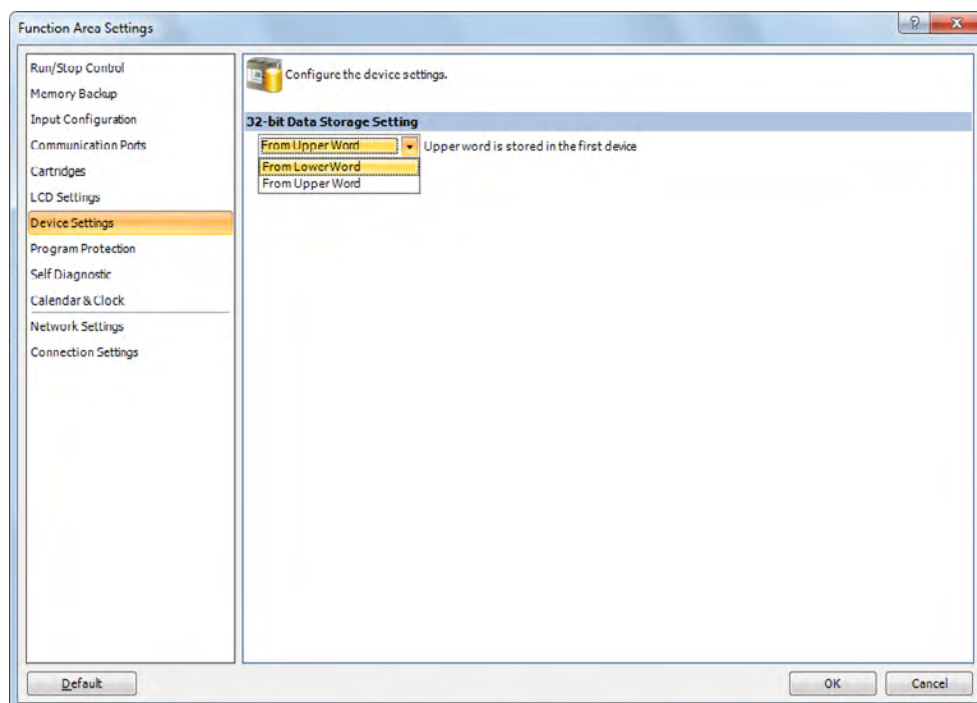 Function Area Settings
Run/Stop Control
Memory Backup
Input Configuration
Communication Ports
Cartridges
LCD Settings
Device Settings
Program Protection
Self Diagnostic
Calendar & Clock
Network Settings
Connection Settings
Configure the device settings.
32-bit Data Storage Setting
From Upper Word Upper word is stored in the first device
From Lower Word
From Upper Word
Default OK Cancel